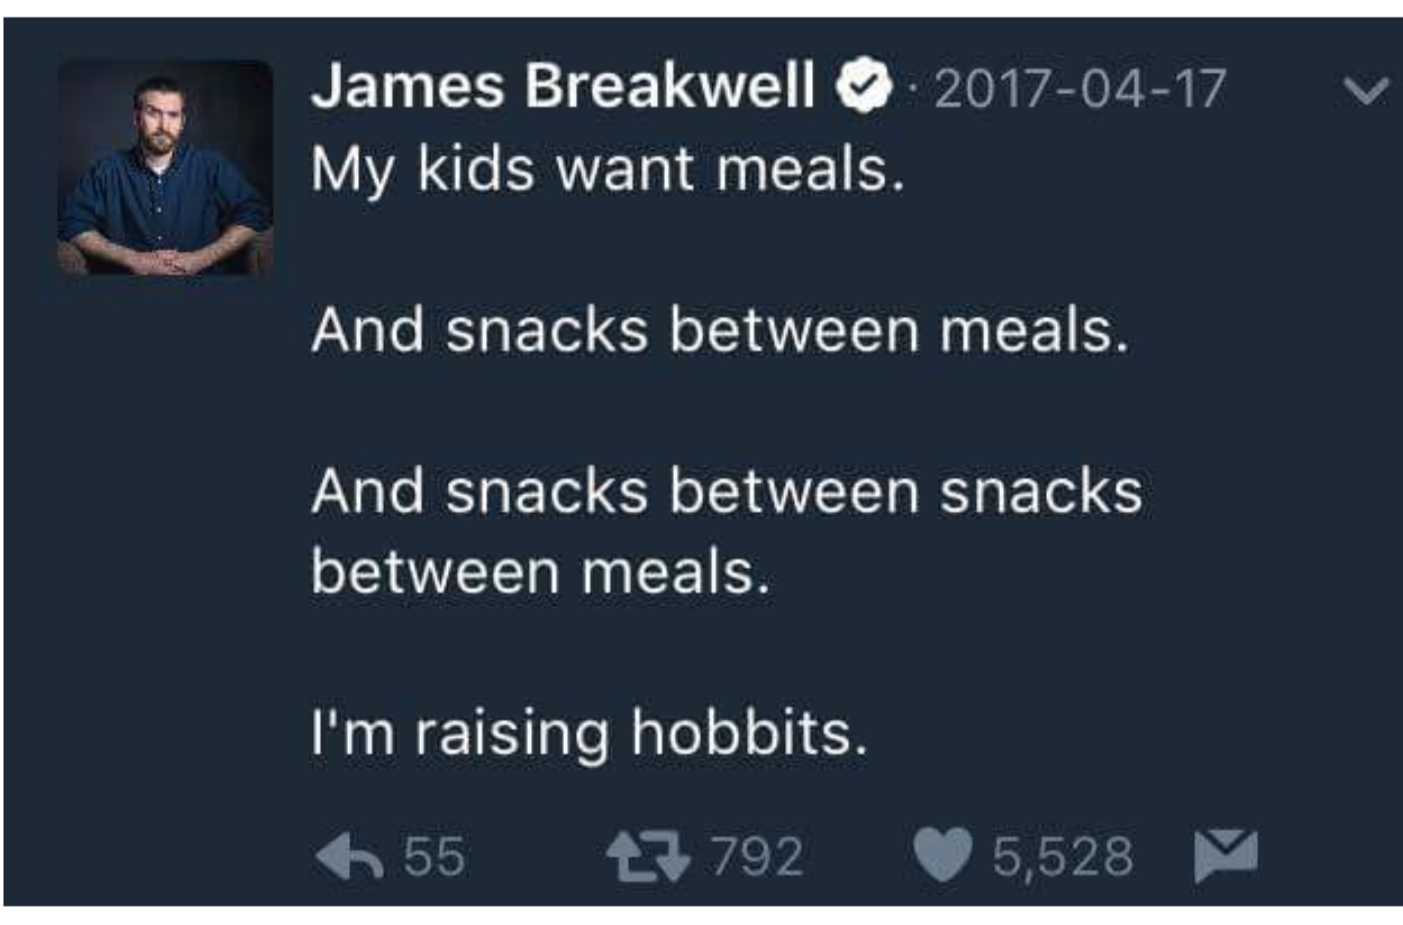 James Breakwell · 2017-04-17
My kids want meals.
And snacks between meals.
And snacks between snacks
between meals.
I'm raising hobbits.
55 792 5,528